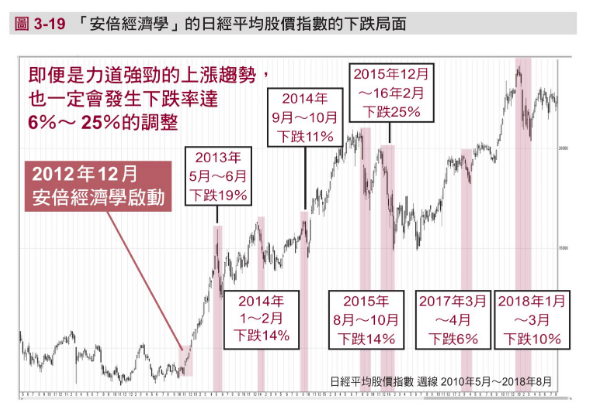 圖 3-19 「安倍經濟學」的日經平均股價指數的下跌局面
即便是力道強勁的上漲趨勢，
也一定會發生下跌率達
6%～25%的調整
2012年12月
安倍經濟學啟動
2013年
5月～6月
下跌19%
2014年
9月～10月
下跌11%
2015年12月
～16年2月
下跌25%
2014年
1～2月
下跌14%
2015年
8月～10月
下跌14%
2017年3月
～4月
下跌6%
2018年1月
～3月
下跌10%
20000
15000
日經平均股價指數 週線 2010年5月～2018年8月